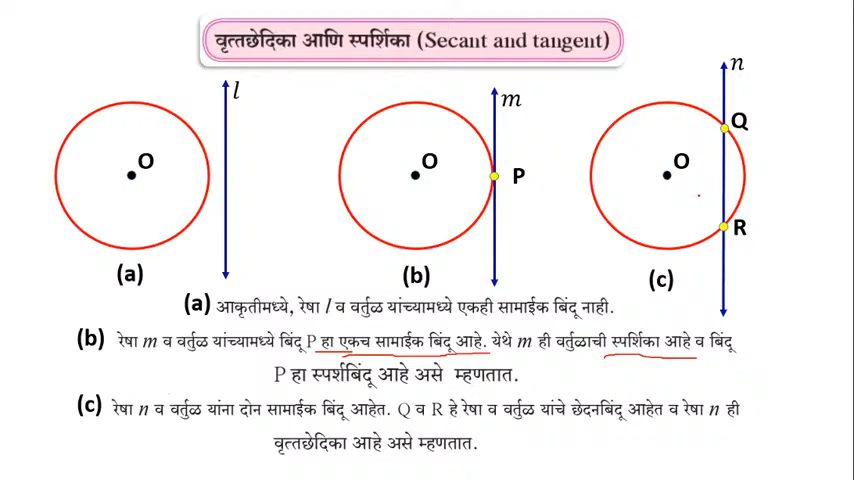 वृत्तछेदिका आणि स्पर्शिका (Secant and tangent)
l
m
n
O
O
P
O
Q
R
(a)
(b)
(c)
(a) आकृतीमध्ये, रेषा l व वर्तुळ यांच्यामध्ये एकही सामाईक बिंदू नाही.
(b) रेषा m व वर्तुळ यांच्यामध्ये बिंदू P हा एकच सामाईक बिंदू आहे. येथे m ही वर्तुळाची स्पर्शिका आहे व बिंदू
P हा स्पर्शबिंदू आहे असे म्हणतात.
(c) रेषा n व वर्तुळ यांना दोन सामाईक बिंदू आहेत. Q व R हे रेषा व वर्तुळ यांचे छेदनबिंदू आहेत व रेषा n ही
वृत्तछेदिका आहे असे म्हणतात.